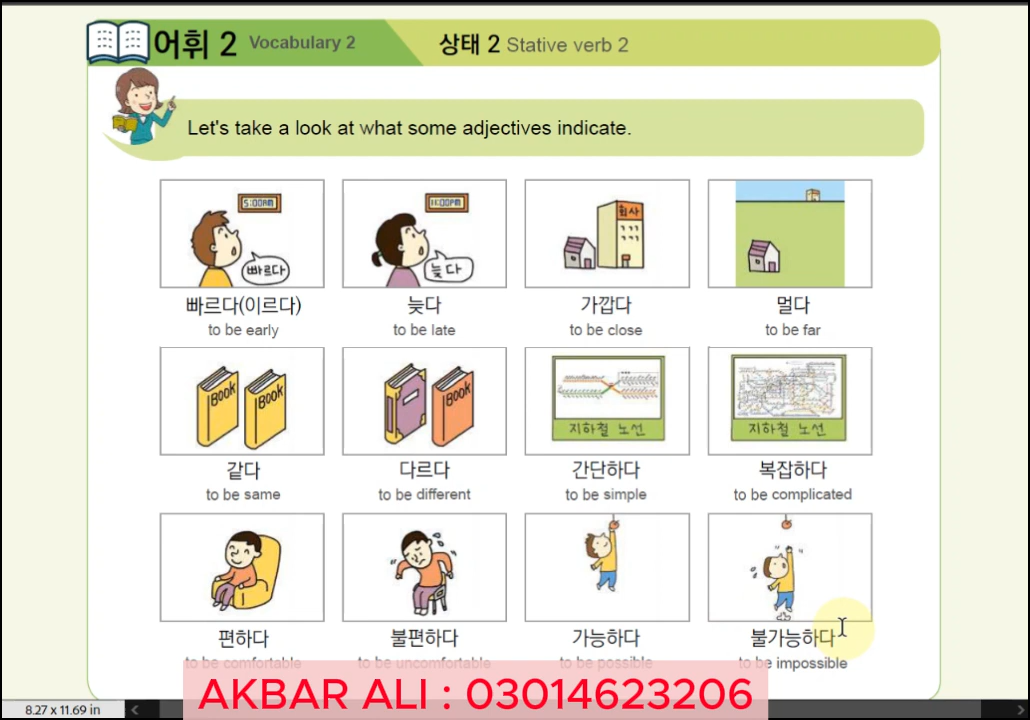 어휘 2 Vocabulary 2 상태 2 Stative verb 2
Let's take a look at what some adjectives indicate.
5:00AM 11:00PM 회사
빠르다 늦다
빠르다(이르다) 늦다 가깝다 멀다
to be early to be late to be close to be far
BOOK BOOK BOOK
지하철 노선 지하철 노선
같다 다르다 간단하다 복잡하다
to be same to be different to be simple to be complicated
편하다 불편하다 가능하다 불가능하다
to be comfortable to be uncomfortable to be possible to be impossible
AKBAR ALI : 03014623206
8.27 x 11.69 in